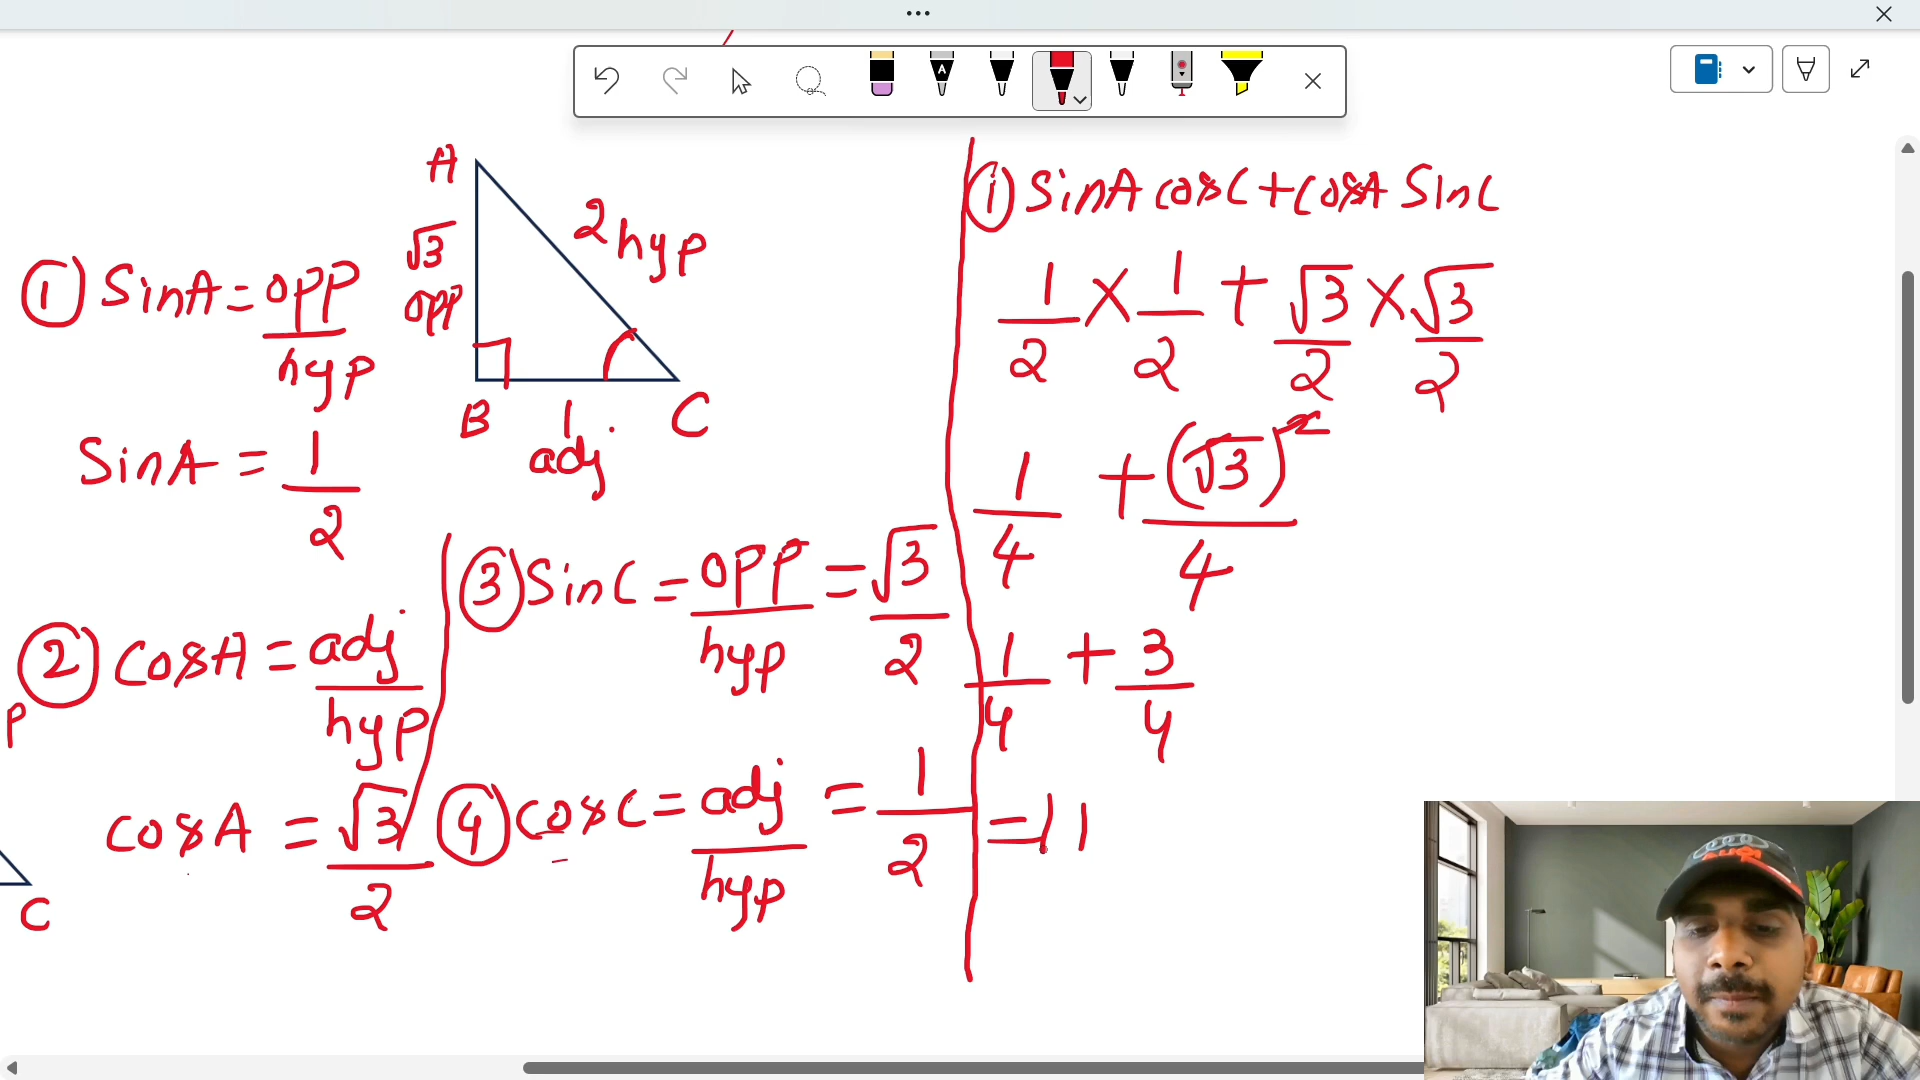 A
√3
opp
2 hyp
B
1
adj
C
① SinA = opp/hyp
SinA = 1/2
② cosA = adj/hyp
cosA = √3/2
p
C
③ SinC = opp/hyp = √3/2
④ cosC = adj/hyp = 1/2
① SinA cosC + cosA SinC
1/2 × 1/2 + √3/2 × √3/2
1/4 + (√3)²/4
1/4 + 3/4
= 1 1